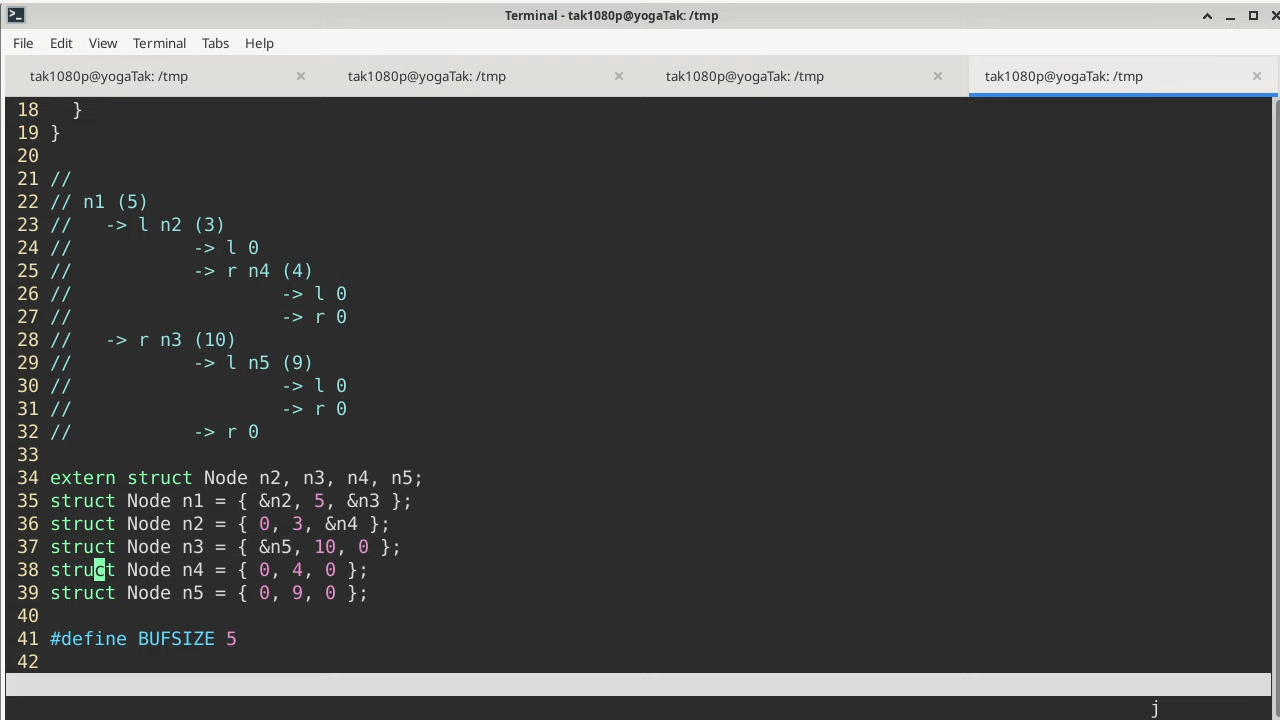 Terminal - tak1080p@yogaTak: /tmp
File Edit View Terminal Tabs Help
tak1080p@yogaTak: /tmp × tak1080p@yogaTak: /tmp × tak1080p@yogaTak: /tmp × tak1080p@yogaTak: /tmp ×
18   }
19 }
20
21 //
22 // n1 (5)
23 //   -> l n2 (3)
24 //           -> l 0
25 //           -> r n4 (4)
26 //                   -> l 0
27 //                   -> r 0
28 //   -> r n3 (10)
29 //           -> l n5 (9)
30 //                   -> l 0
31 //                   -> r 0
32 //           -> r 0
33
34 extern struct Node n2, n3, n4, n5;
35 struct Node n1 = { &n2, 5, &n3 };
36 struct Node n2 = { 0, 3, &n4 };
37 struct Node n3 = { &n5, 10, 0 };
38 struct Node n4 = { 0, 4, 0 };
39 struct Node n5 = { 0, 9, 0 };
40
41 #define BUFSIZE 5
42
j